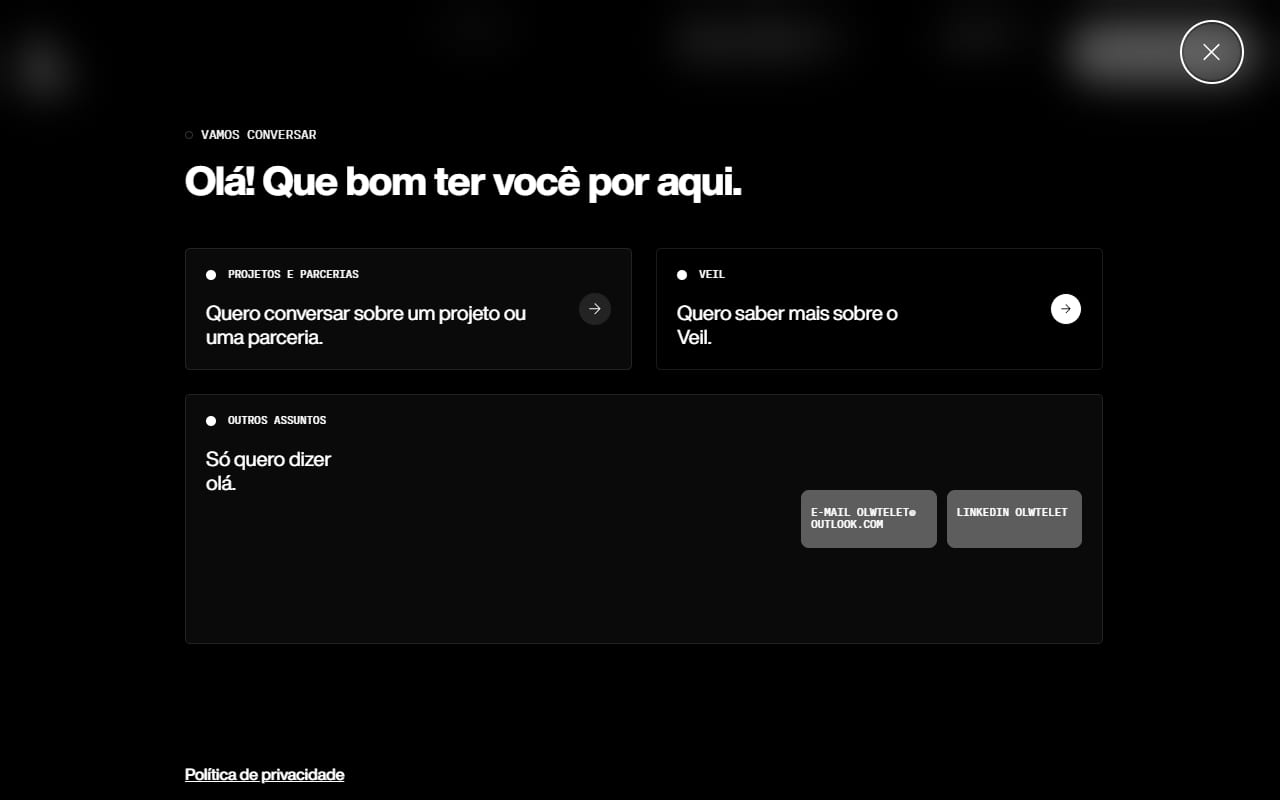 VAMOS CONVERSAR
Olá! Que bom ter você por aqui.
PROJETOS E PARCERIAS
Quero conversar sobre um projeto ou
uma parceria.
VEIL
Quero saber mais sobre o
Veil.
OUTROS ASSUNTOS
Só quero dizer
olá.
E-MAIL OLWTELET@
OUTLOOK.COM
LINKEDIN OLWTELET
Política de privacidade